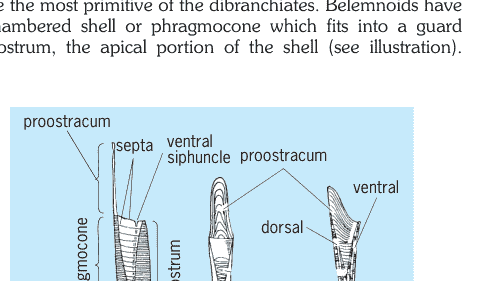 e the most primitive of the dibranchiates. Belemnoids have
ambered shell or phragmocone which fits into a guard
ostrum, the apical portion of the shell (see illustration).
proostracum
septa
ventral
siphuncle
proostracum
ventral
dorsal
gmocone
ostrum